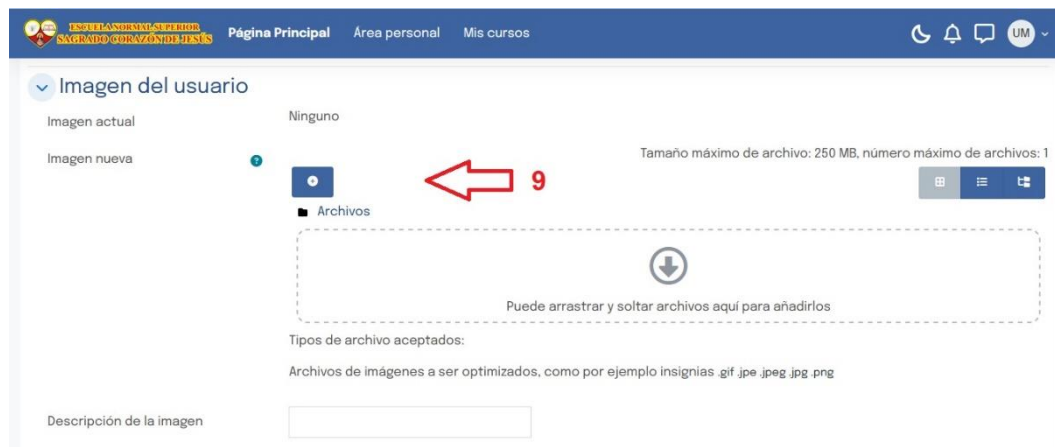 ESCUELA NORMAL SUPERIOR
SAGRADO CORAZÓN DE JESÚS
Página Principal Área personal Mis cursos UM
Imagen del usuario
Imagen actual Ninguno
Imagen nueva
Tamaño máximo de archivo: 250 MB, número máximo de archivos: 1
9
Archivos
Puede arrastrar y soltar archivos aquí para añadirlos
Tipos de archivo aceptados:
Archivos de imágenes a ser optimizados, como por ejemplo insignias .gif .jpe .jpeg .jpg .png
Descripción de la imagen